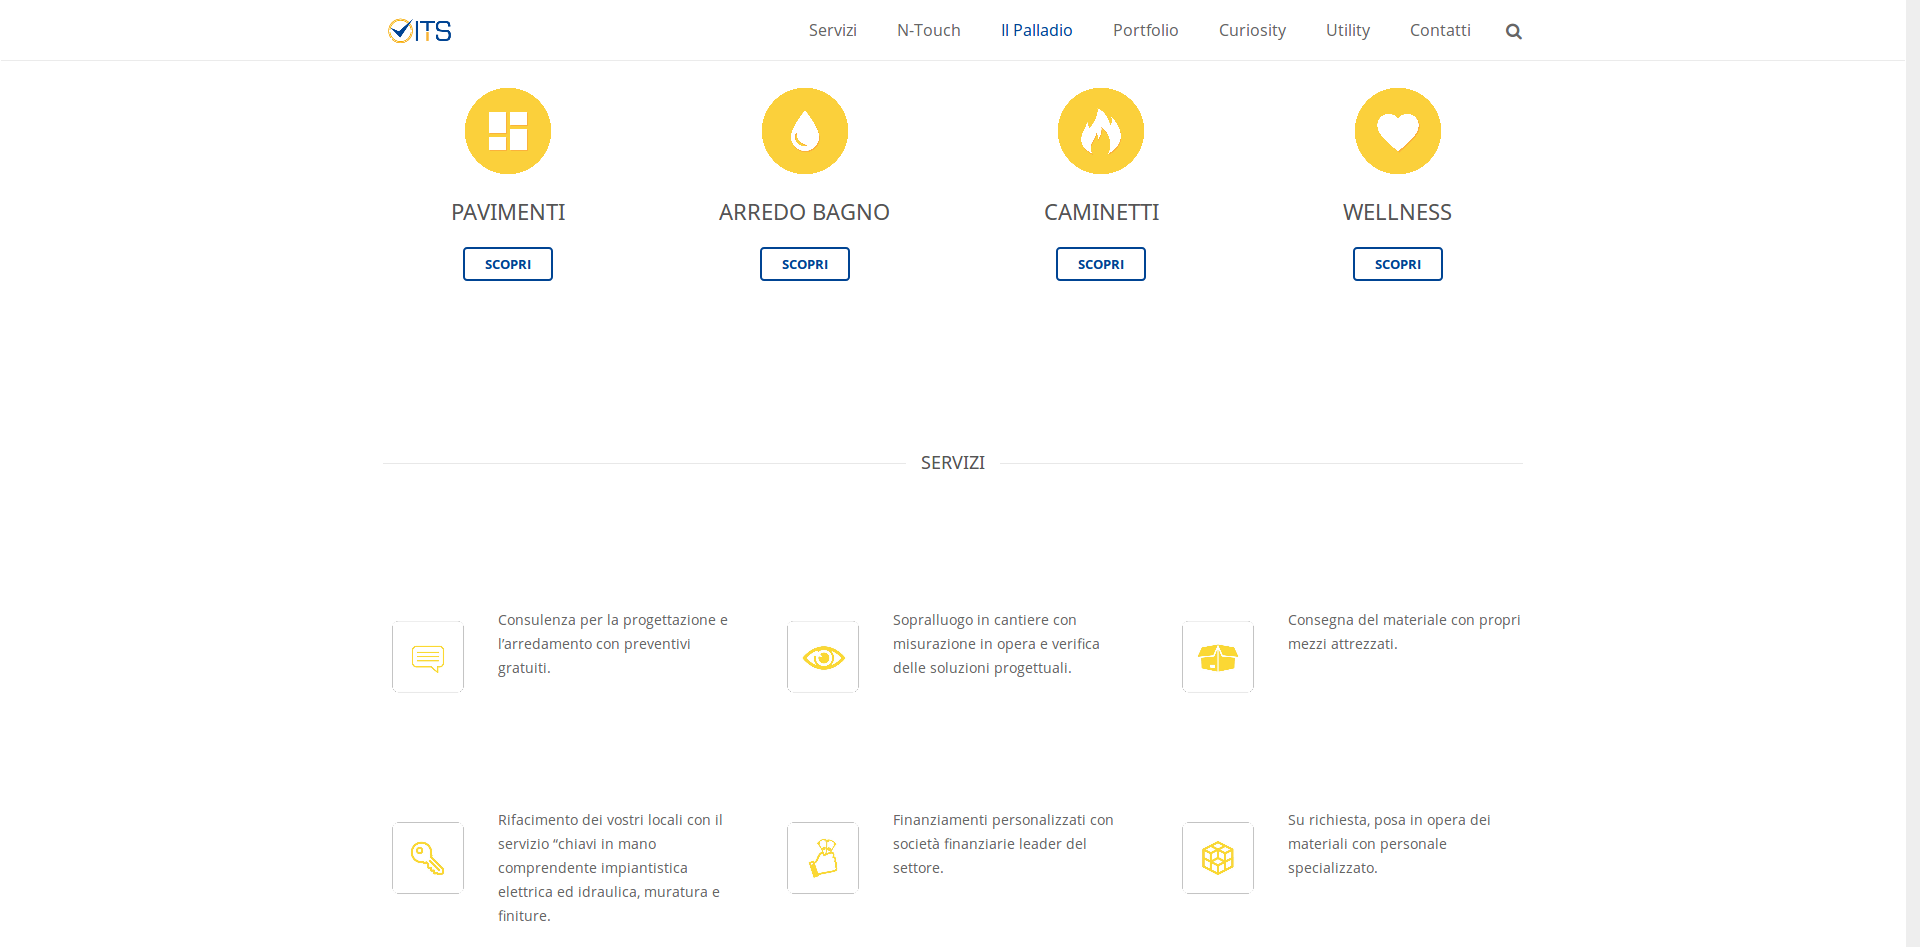 ITS
Servizi N-Touch Il Palladio Portfolio Curiosity Utility Contatti
PAVIMENTI
SCOPRI
ARREDO BAGNO
SCOPRI
CAMINETTI
SCOPRI
WELLNESS
SCOPRI
SERVIZI
Consulenza per la progettazione e
l’arredamento con preventivi
gratuiti.
Sopralluogo in cantiere con
misurazione in opera e verifica
delle soluzioni progettuali.
Consegna del materiale con propri
mezzi attrezzati.
Rifacimento dei vostri locali con il
servizio “chiavi in mano
comprendente impiantistica
elettrica ed idraulica, muratura e
finiture.
Finanziamenti personalizzati con
società finanziarie leader del
settore.
Su richiesta, posa in opera dei
materiali con personale
specializzato.